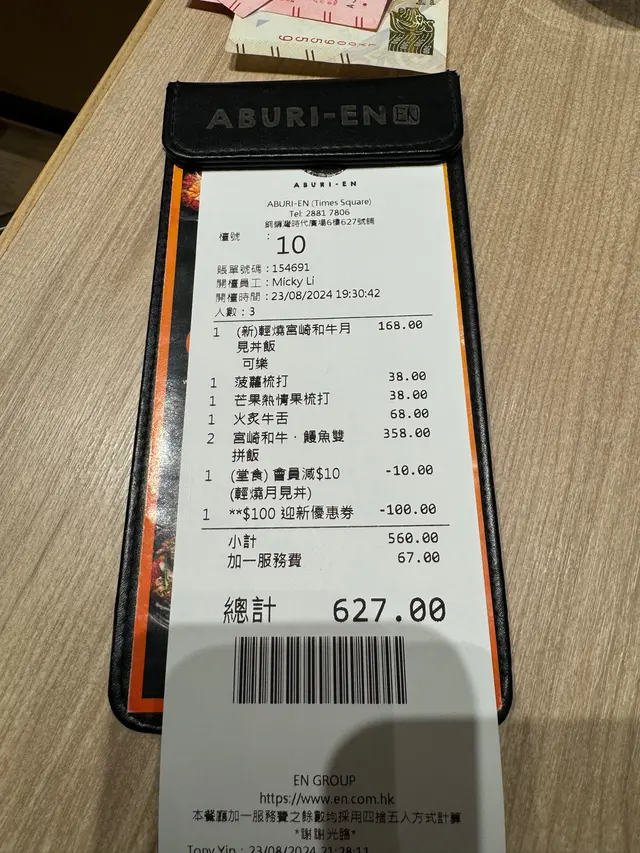 ABURI-EN EN
ABURI-EN
ABURI-EN (Times Square)
Tel: 2881 7806
銅鑼灣時代廣場6樓627號舖
檯號 : 10
賬單號碼 : 154691
開檯員工 : Micky Li
開檯時間 : 23/08/2024 19:30:42
人數 : 3
1 (新)輕燒宮崎和牛月 168.00
見丼飯
可樂
1 菠蘿梳打 38.00
1 芒果熱情果梳打 38.00
1 火炙牛舌 68.00
2 宮崎和牛．鰻魚雙 358.00
拼飯
1 (堂食) 會員減$10 -10.00
(輕燒月見丼)
1 **$100 迎新優惠券 -100.00
小計 560.00
加一服務費 67.00
總計 627.00
EN GROUP
https://www.en.com.hk
本餐廳加一服務費之餘數均採用四捨五入方式計算
*謝謝光臨*
Tony Yip : 23/08/2024 21:28:11